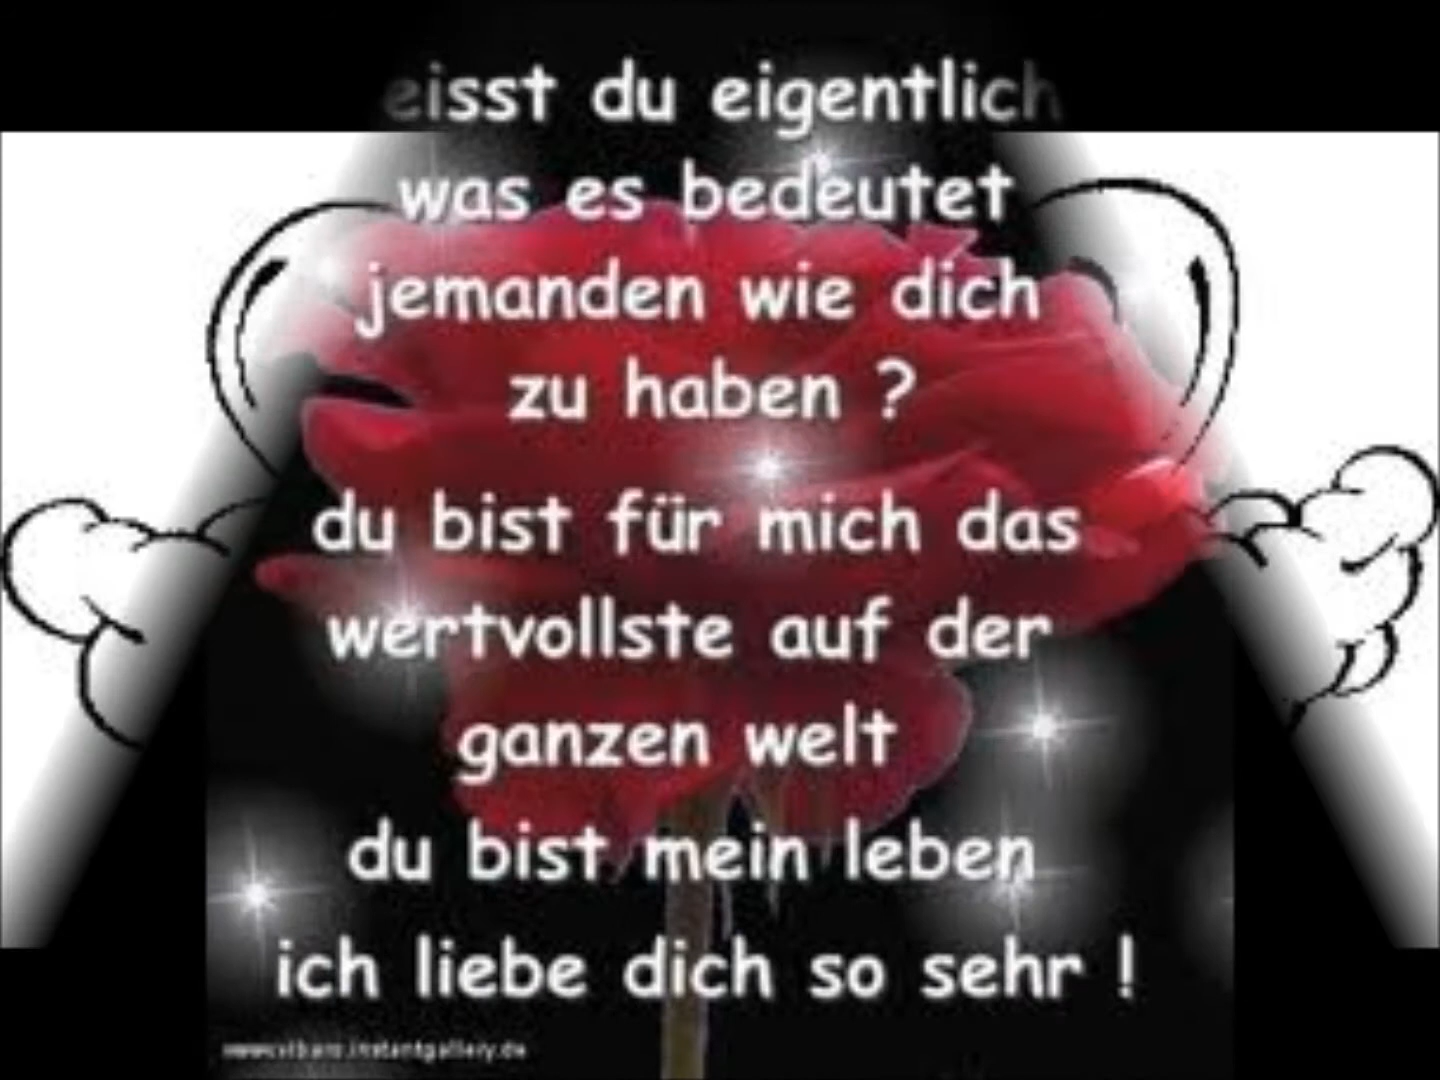 eisst du eigentlich
was es bedeutet
jemanden wie dich
zu haben ?
du bist für mich das
wertvollste auf der
ganzen welt
du bist mein leben
ich liebe dich so sehr !